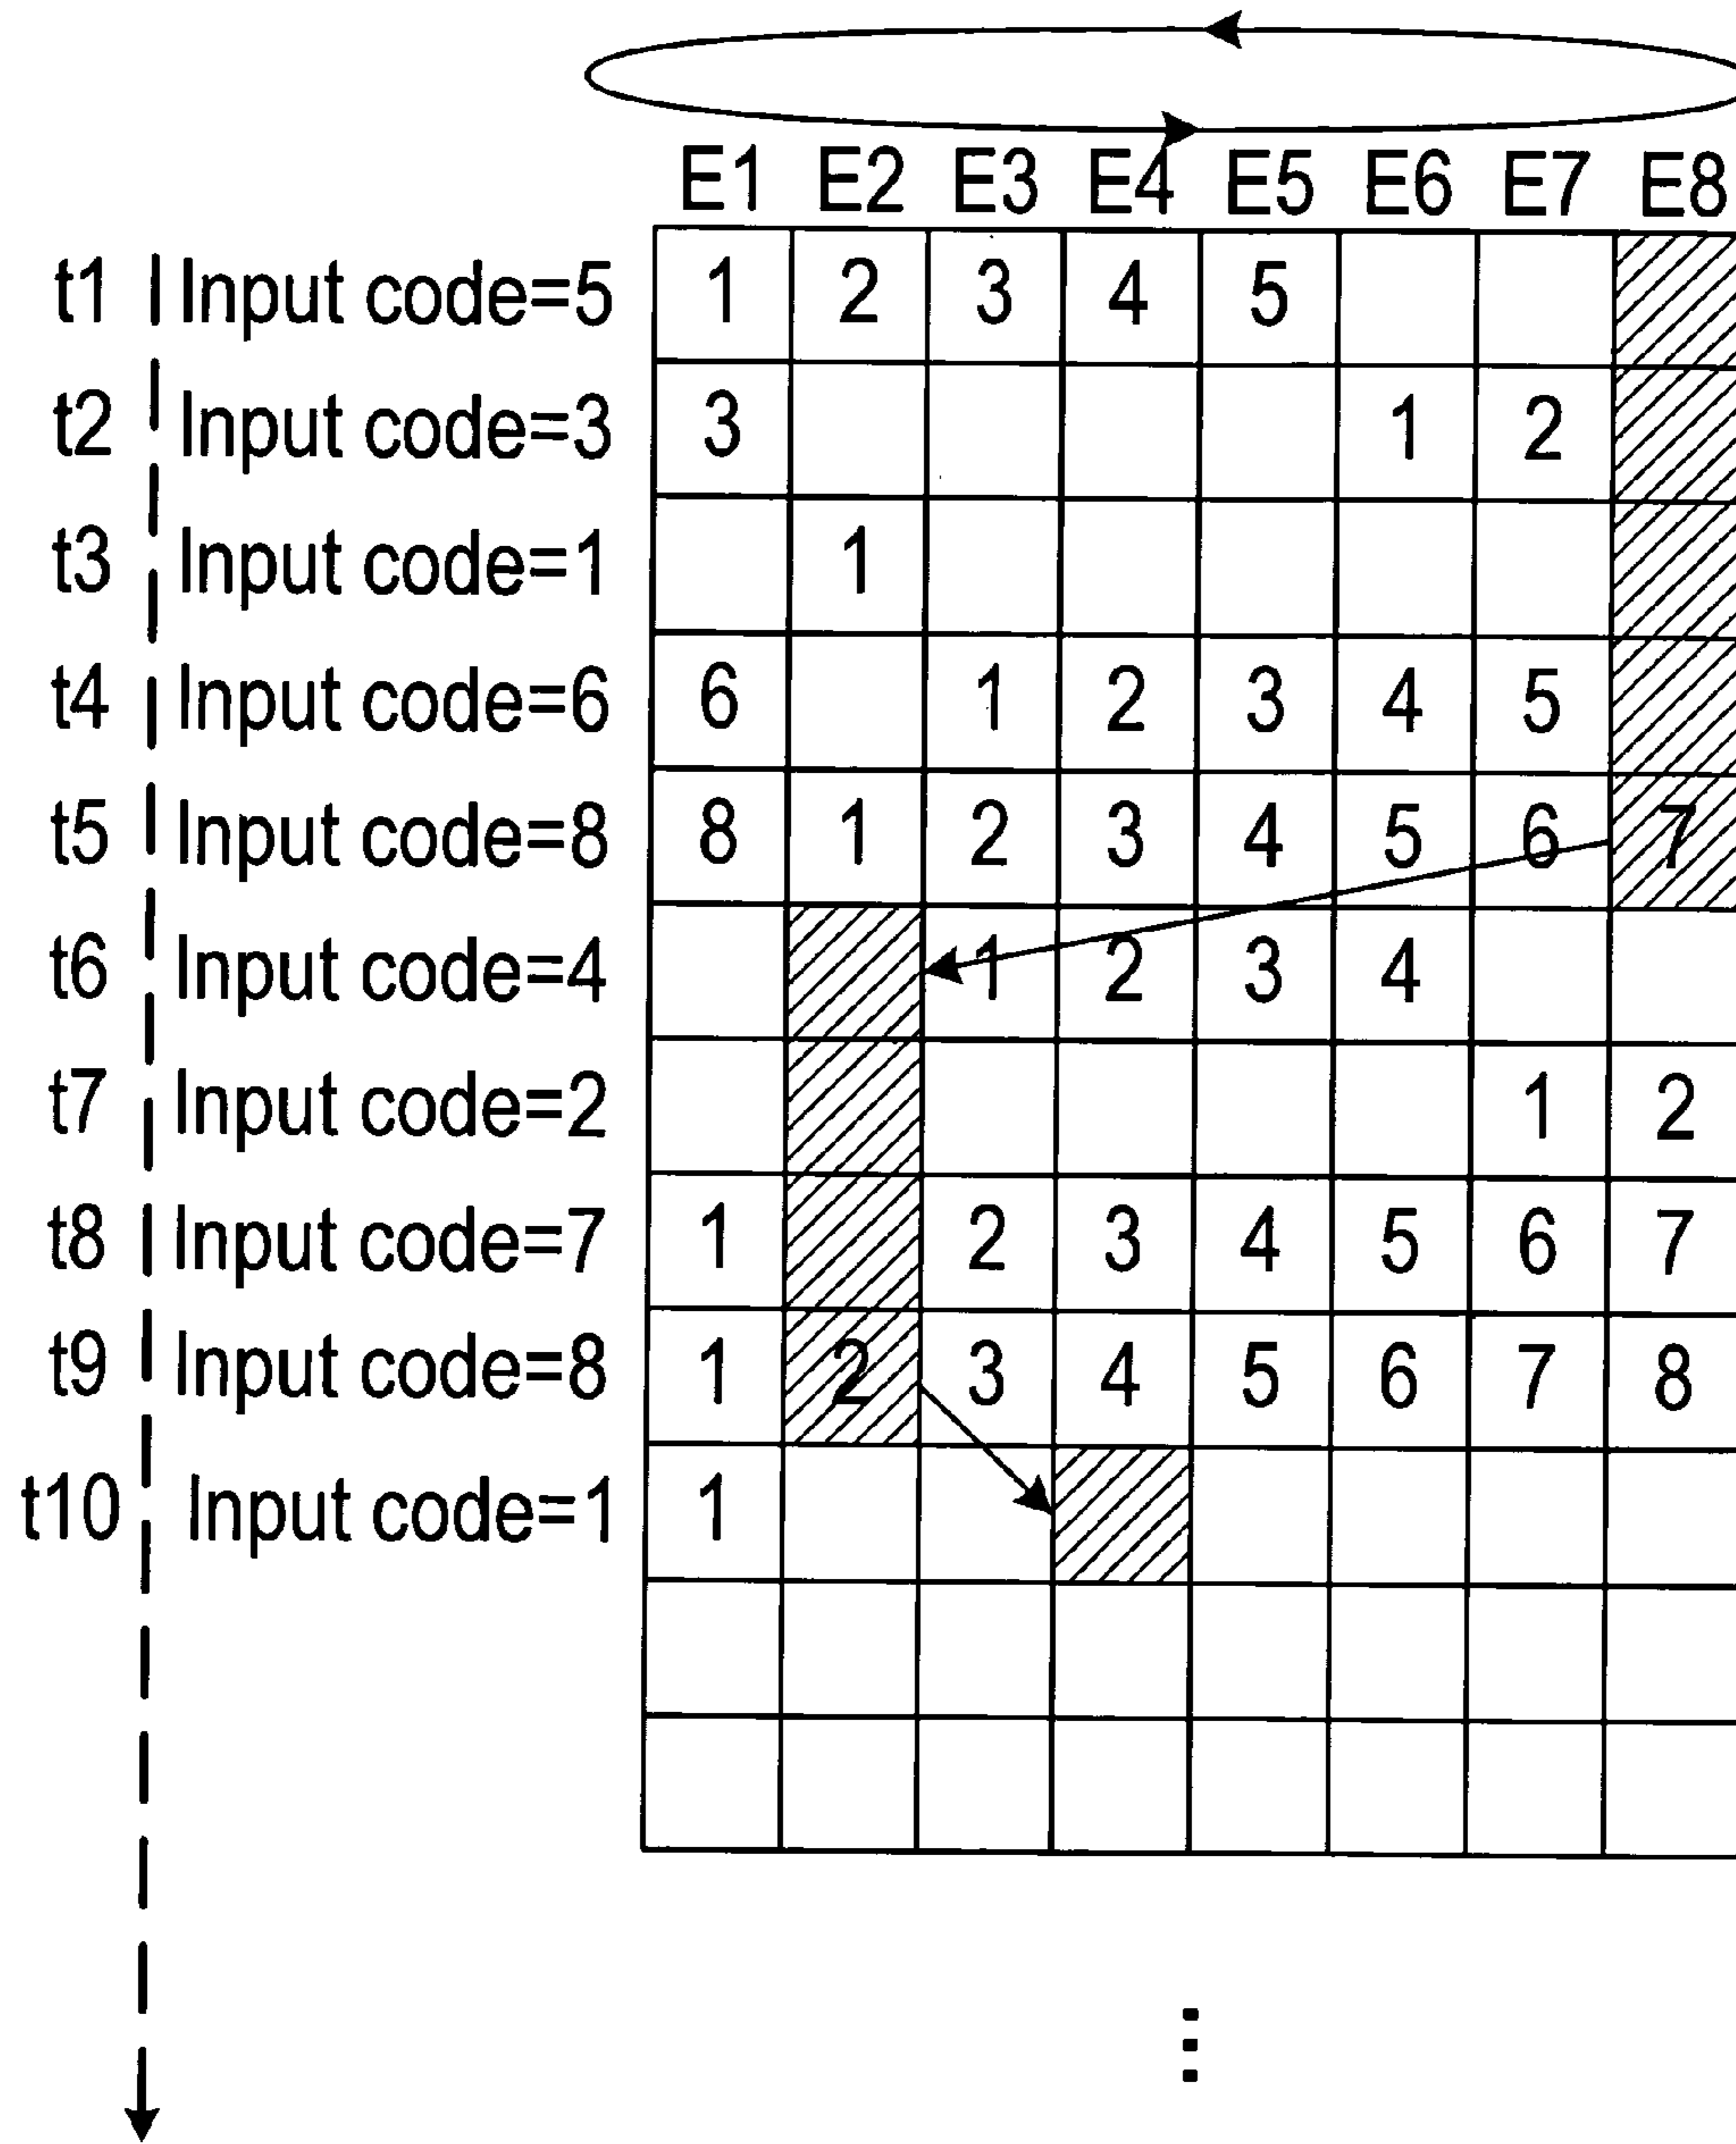 E1 E2 E3 E4 E5 E6 E7 E8
t1 Input code=5 1 2 3 4 5
t2 Input code=3 3 1 2
t3 Input code=1 1
t4 Input code=6 6 1 2 3 4 5
t5 Input code=8 8 1 2 3 4 5 6 7
t6 Input code=4 1 2 3 4
t7 Input code=2 1 2
t8 Input code=7 1 2 3 4 5 6 7
t9 Input code=8 1 2 3 4 5 6 7 8
t10 Input code=1 1